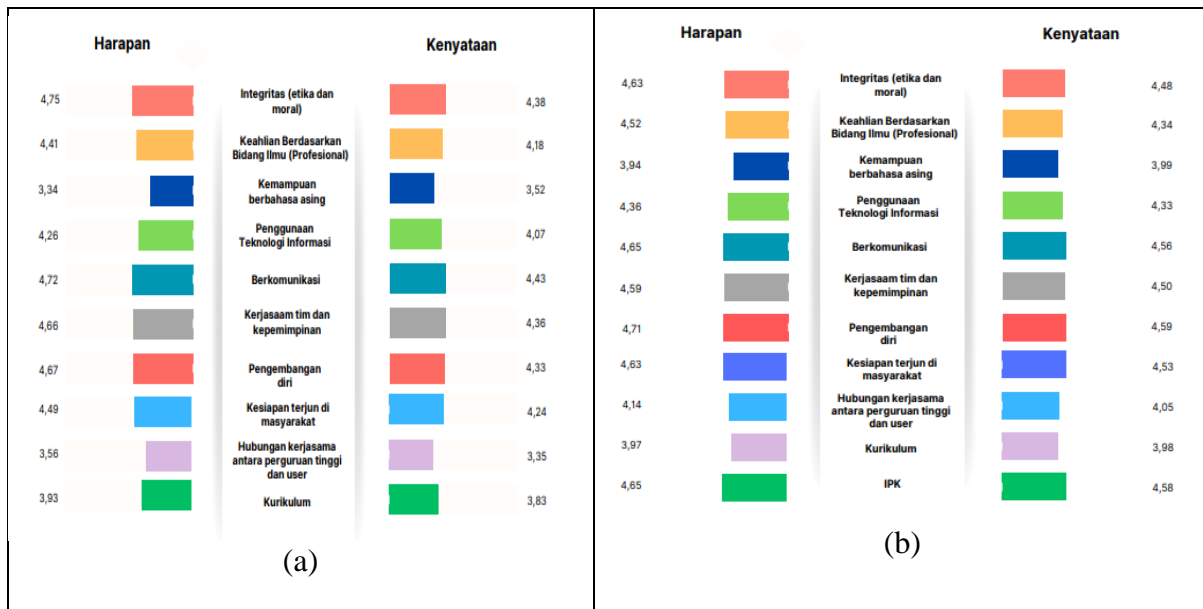 Harapan
Kenyataan
4,75
Integritas (etika dan
moral)
4,38
4,41
Keahlian Berdasarkan
Bidang Ilmu (Profesional)
4,18
3,34
Kemampuan
berbahasa asing
3,52
4,26
Penggunaan
Teknologi Informasi
4,07
4,72
Berkomunikasi
4,43
4,66
Kerjasaam tim dan
kepemimpinan
4,36
4,67
Pengembangan
diri
4,33
4,49
Kesiapan terjun di
masyarakat
4,24
3,56
Hubungan kerjasama
antara perguruan tinggi
dan user
3,35
3,93
Kurikulum
3,83
(a)
Harapan
Kenyataan
4,63
Integritas (etika dan
moral)
4,48
4,52
Keahlian Berdasarkan
Bidang Ilmu (Profesional)
4,34
3,94
Kemampuan
berbahasa asing
3,99
4,36
Penggunaan
Teknologi Informasi
4,33
4,65
Berkomunikasi
4,56
4,59
Kerjasaam tim dan
kepemimpinan
4,50
4,71
Pengembangan
diri
4,59
4,63
Kesiapan terjun di
masyarakat
4,53
4,14
Hubungan kerjasama
antara perguruan tinggi
dan user
4,05
3,97
Kurikulum
3,98
4,65
IPK
4,58
(b)